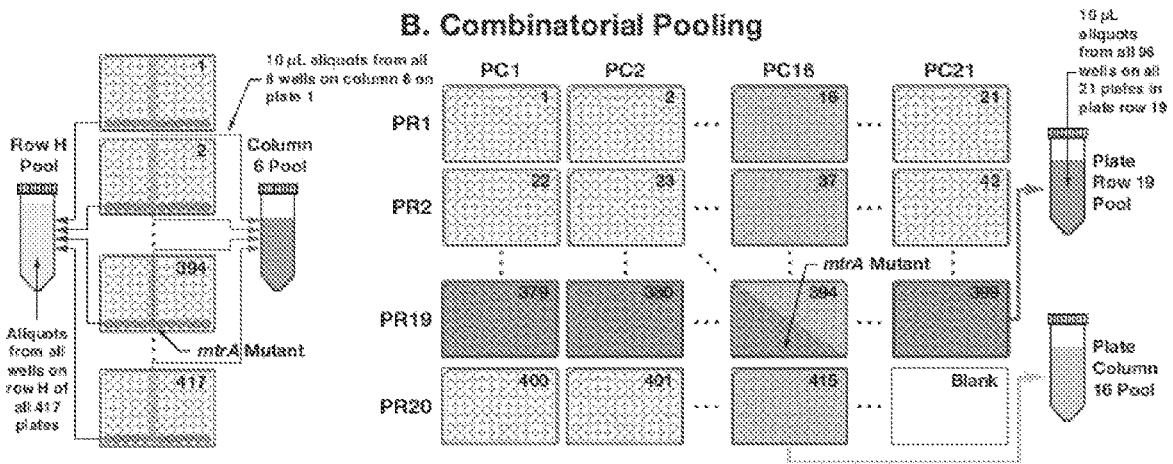 B. Combinatorial Pooling
1
10 µL aliquots from all
8 wells on column 6 on
plate 1
Row H
Pool
2
Column
6 Pool
394
Aliquots
from all
wells on
row H of
all 417
plates
mtrA Mutant
417
PC1
PC2
PC16
PC21
PR1
1
2
16
21
PR2
22
23
37
42
mtrA Mutant
PR19
379
380
394
399
PR20
400
401
415
Blank
10 µL
aliquots
from all 96
wells on all
21 plates in
plate row 19
Plate
Row 19
Pool
Plate
Column
16 Pool